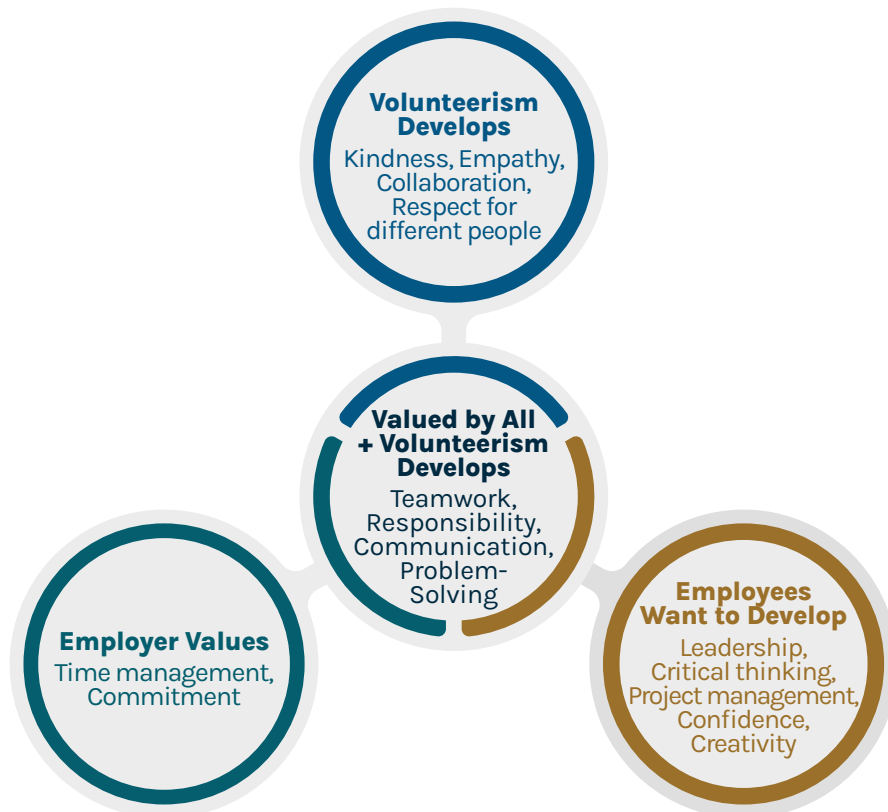 Volunteerism
Develops
Kindness, Empathy,
Collaboration,
Respect for
different people
Valued by All
+ Volunteerism
Develops
Teamwork,
Responsibility,
Communication,
Problem-
Solving
Employer Values
Time management,
Commitment
Employees
Want to Develop
Leadership,
Critical thinking,
Project management,
Confidence,
Creativity